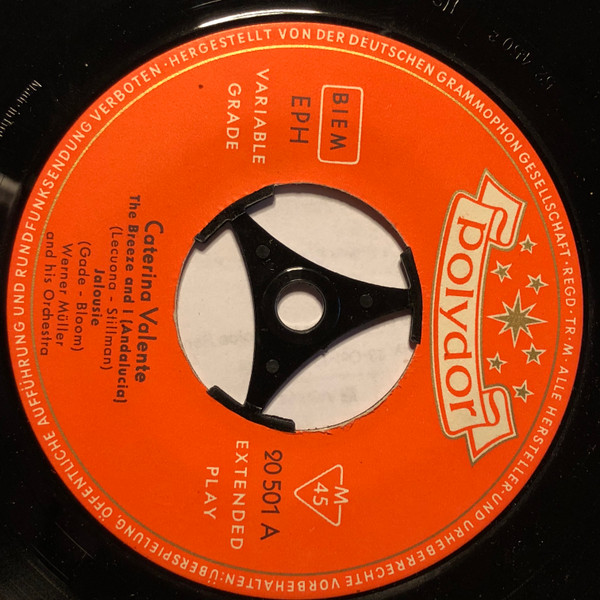 polydor
BIEM
EPH
VARIABLE
GRADE
M
45
20 501 A
EXTENDED
PLAY
Caterina Valente
The Breeze and I (Andalucia)
(Lecuona - Stillman)
Jalousie
(Gade - Bloom)
Werner Müller
and his Orchestra
HERGESTELLT VON DER DEUTSCHEN GRAMMOPHON GESELLSCHAFT · REGD · TR · M · ALLE HERSTELLER- UND URHEBERRECHTE VORBEHALTEN: ÜBERSPIELUNG, ÖFFENTLICHE AUFFÜHRUNG UND RUNDFUNKSENDUNG VERBOTEN ·